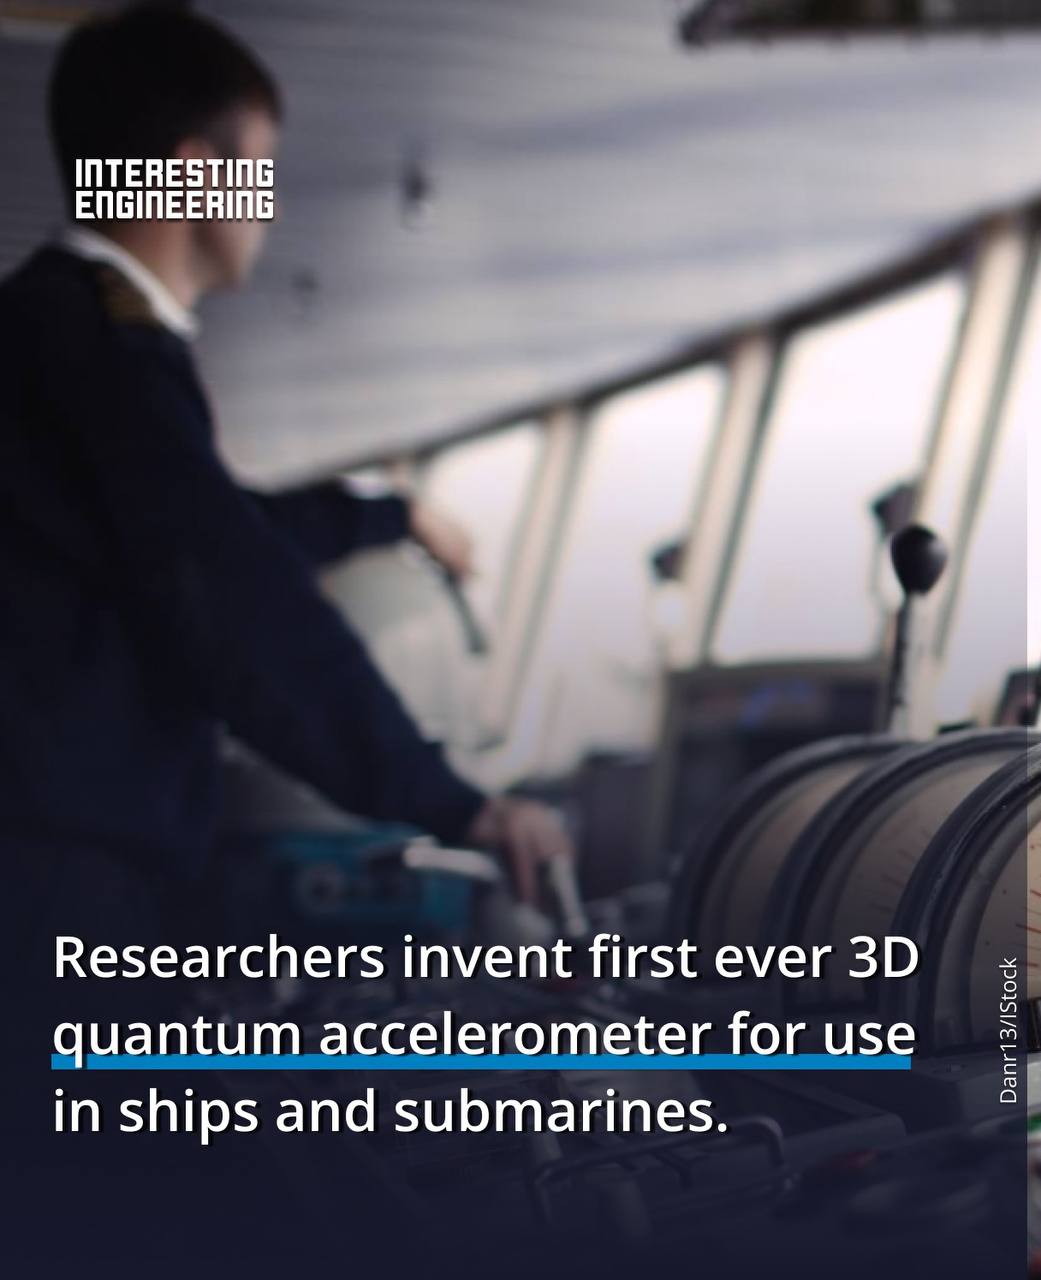 INTERESTING
ENGINEERING
Researchers invent first ever 3D
quantum accelerometer for use
in ships and submarines.
Danr13/IStock